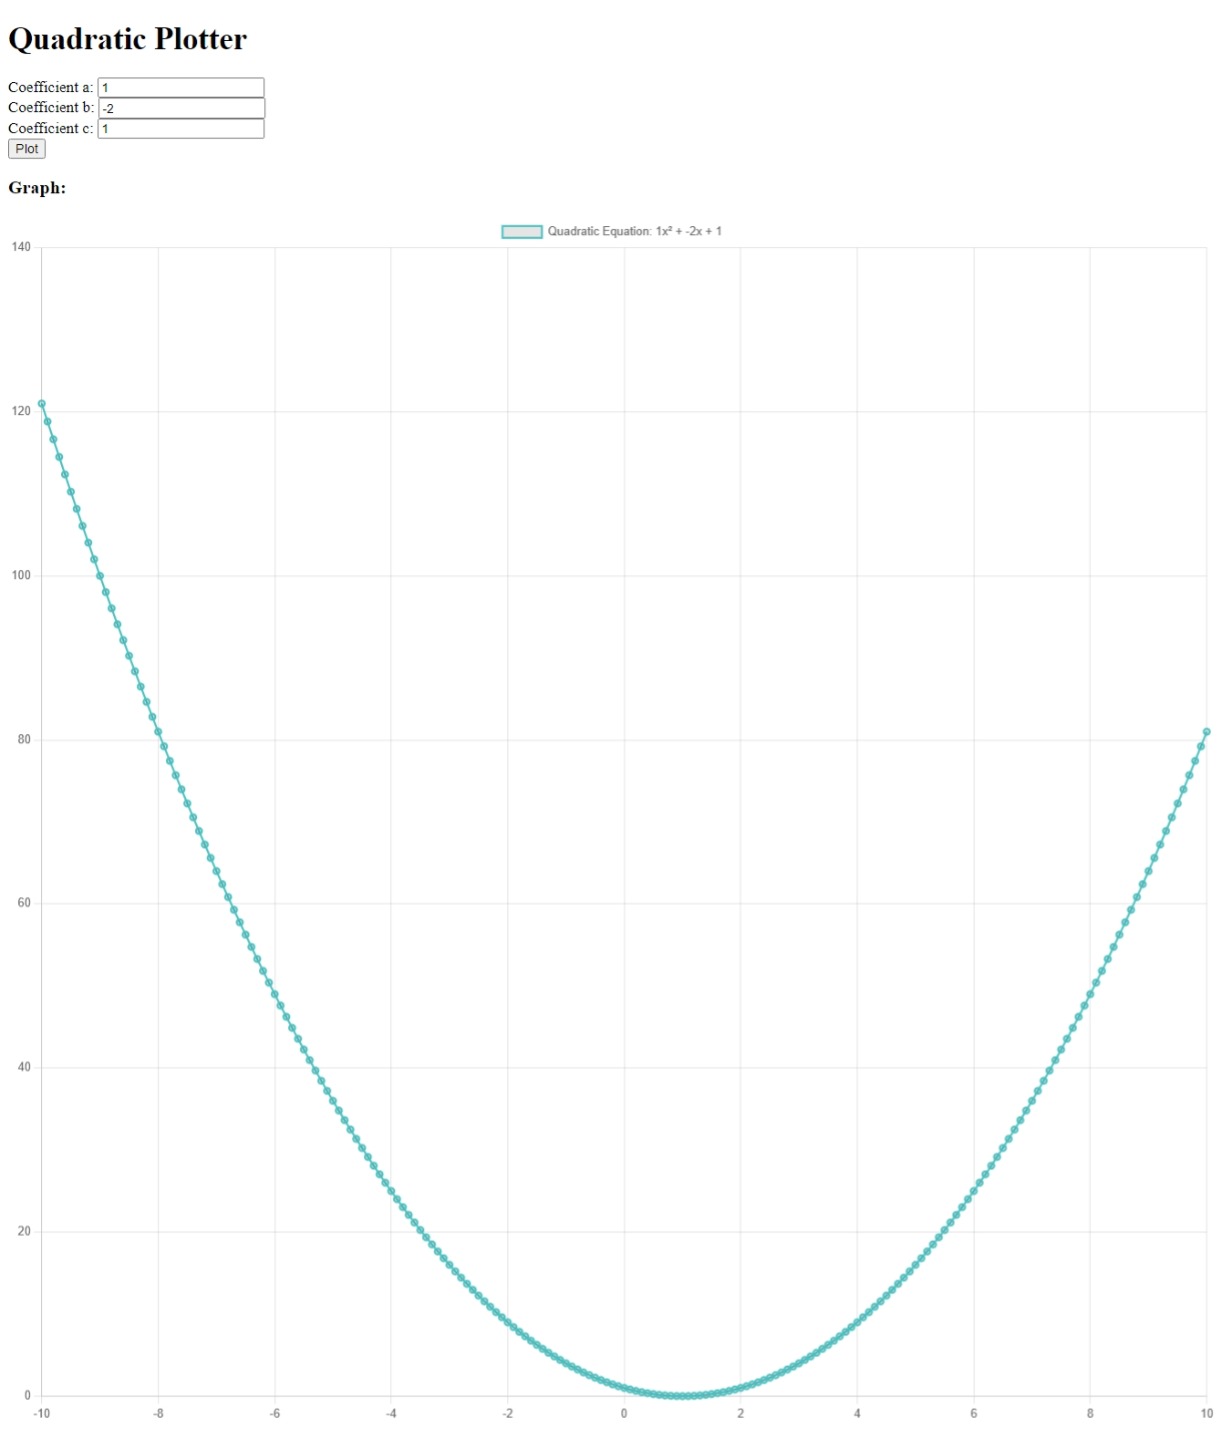 Quadratic Plotter
Coefficient a: 1
Coefficient b: -2
Coefficient c: 1
Plot
Graph:
Quadratic Equation: 1x² + -2x + 1
140
120
100
80
60
40
20
0
-10 -8 -6 -4 -2 0 2 4 6 8 10